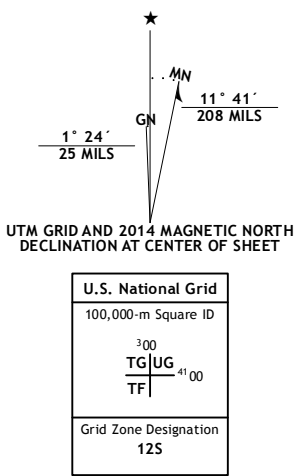 ★
MN
GN
11° 41´
208 MILS
1° 24´
25 MILS
UTM GRID AND 2014 MAGNETIC NORTH
DECLINATION AT CENTER OF SHEET
U.S. National Grid
100,000-m Square ID
³00
TG UG
⁴¹00
TF
Grid Zone Designation
12S